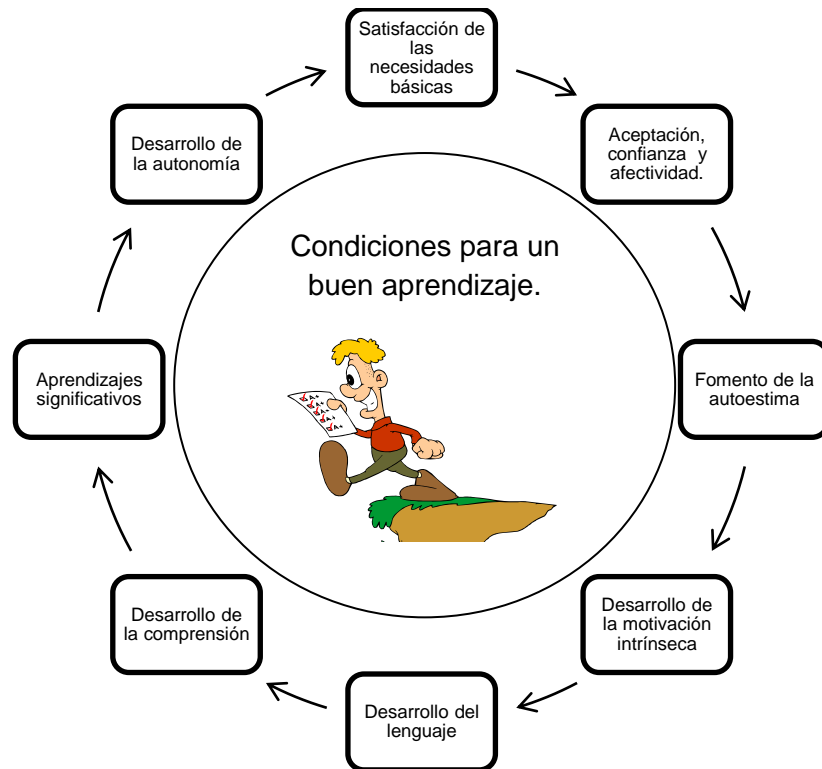 Satisfacción de
las
necesidades
básicas
Aceptación,
confianza y
afectividad.
Fomento de la
autoestima
Desarrollo de
la motivación
intrínseca
Desarrollo del
lenguaje
Desarrollo de
la comprensión
Aprendizajes
significativos
Desarrollo de
la autonomía
Condiciones para un
buen aprendizaje.
A+
A+
A+
A+
A+